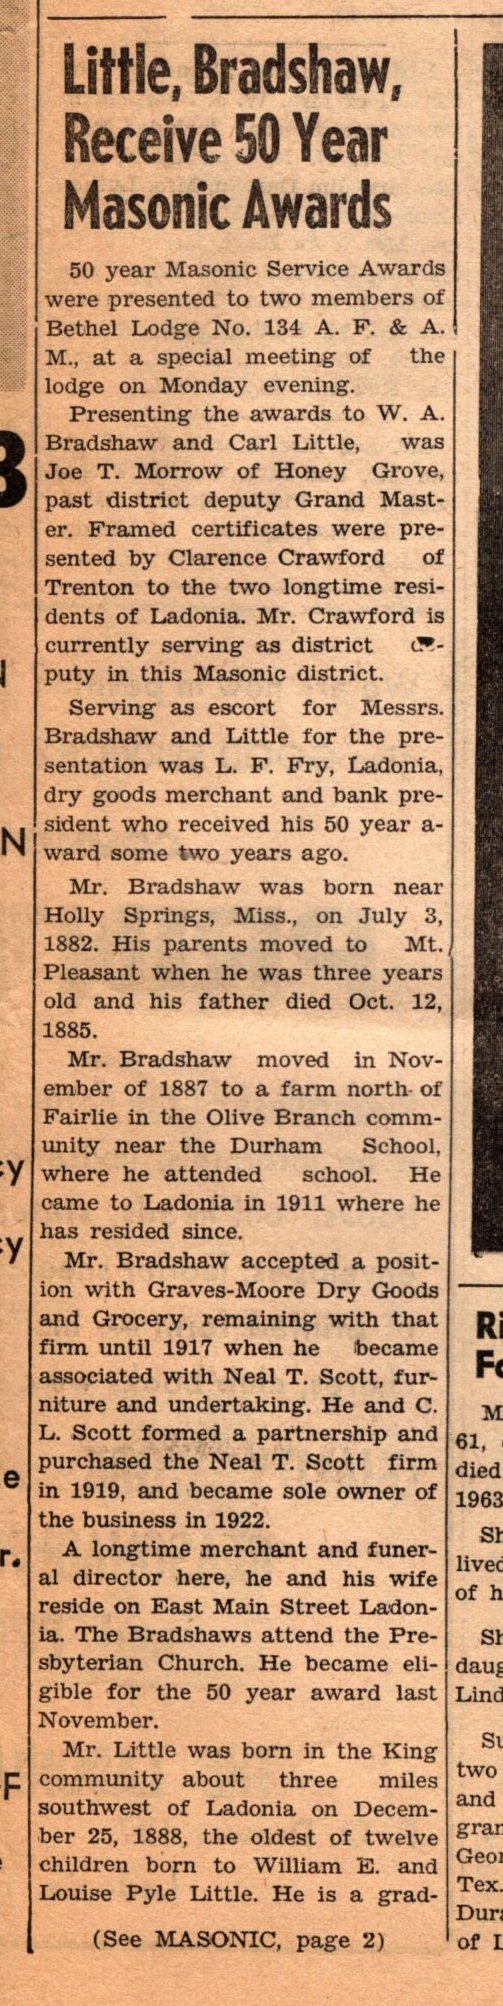 Little, Bradshaw,
Receive 50 Year
Masonic Awards
50 year Masonic Service Awards
were presented to two members of
Bethel Lodge No. 134 A. F. & A.
M., at a special meeting of the
lodge on Monday evening.
Presenting the awards to W. A.
Bradshaw and Carl Little, was
Joe T. Morrow of Honey Grove,
past district deputy Grand Mast-
er. Framed certificates were pre-
sented by Clarence Crawford of
Trenton to the two longtime resi-
dents of Ladonia. Mr. Crawford is
currently serving as district
puty in this Masonic district.
Serving as escort for Messrs.
Bradshaw and Little for the pre-
sentation was L. F. Fry, Ladonia,
dry goods merchant and bank pre-
sident who received his 50 year a-
ward some two years ago.
Mr. Bradshaw was born near
Holly Springs, Miss., on July 3,
1882. His parents moved to Mt.
Pleasant when he was three years
old and his father died Oct. 12,
1885.
Mr. Bradshaw moved in Nov-
ember of 1887 to a farm north of
Fairlie in the Olive Branch comm-
unity near the Durham School,
where he attended school. He
came to Ladonia in 1911 where he
has resided since.
Mr. Bradshaw accepted a posit-
ion with Graves-Moore Dry Goods
and Grocery, remaining with that
firm until 1917 when he became
associated with Neal T. Scott, fur-
niture and undertaking. He and C.
L. Scott formed a partnership and
purchased the Neal T. Scott firm
in 1919, and became sole owner of
the business in 1922.
A longtime merchant and funer-
al director here, he and his wife
reside on East Main Street Ladon-
ia. The Bradshaws attend the Pre-
sbyterian Church. He became eli-
gible for the 50 year award last
November.
Mr. Little was born in the King
community about three miles
southwest of Ladonia on Decem-
ber 25, 1888, the oldest of twelve
children born to William E. and
Louise Pyle Little. He is a grad-
(See MASONIC, page 2)
61,
died
1963
of h
two
and
Tex.
of L